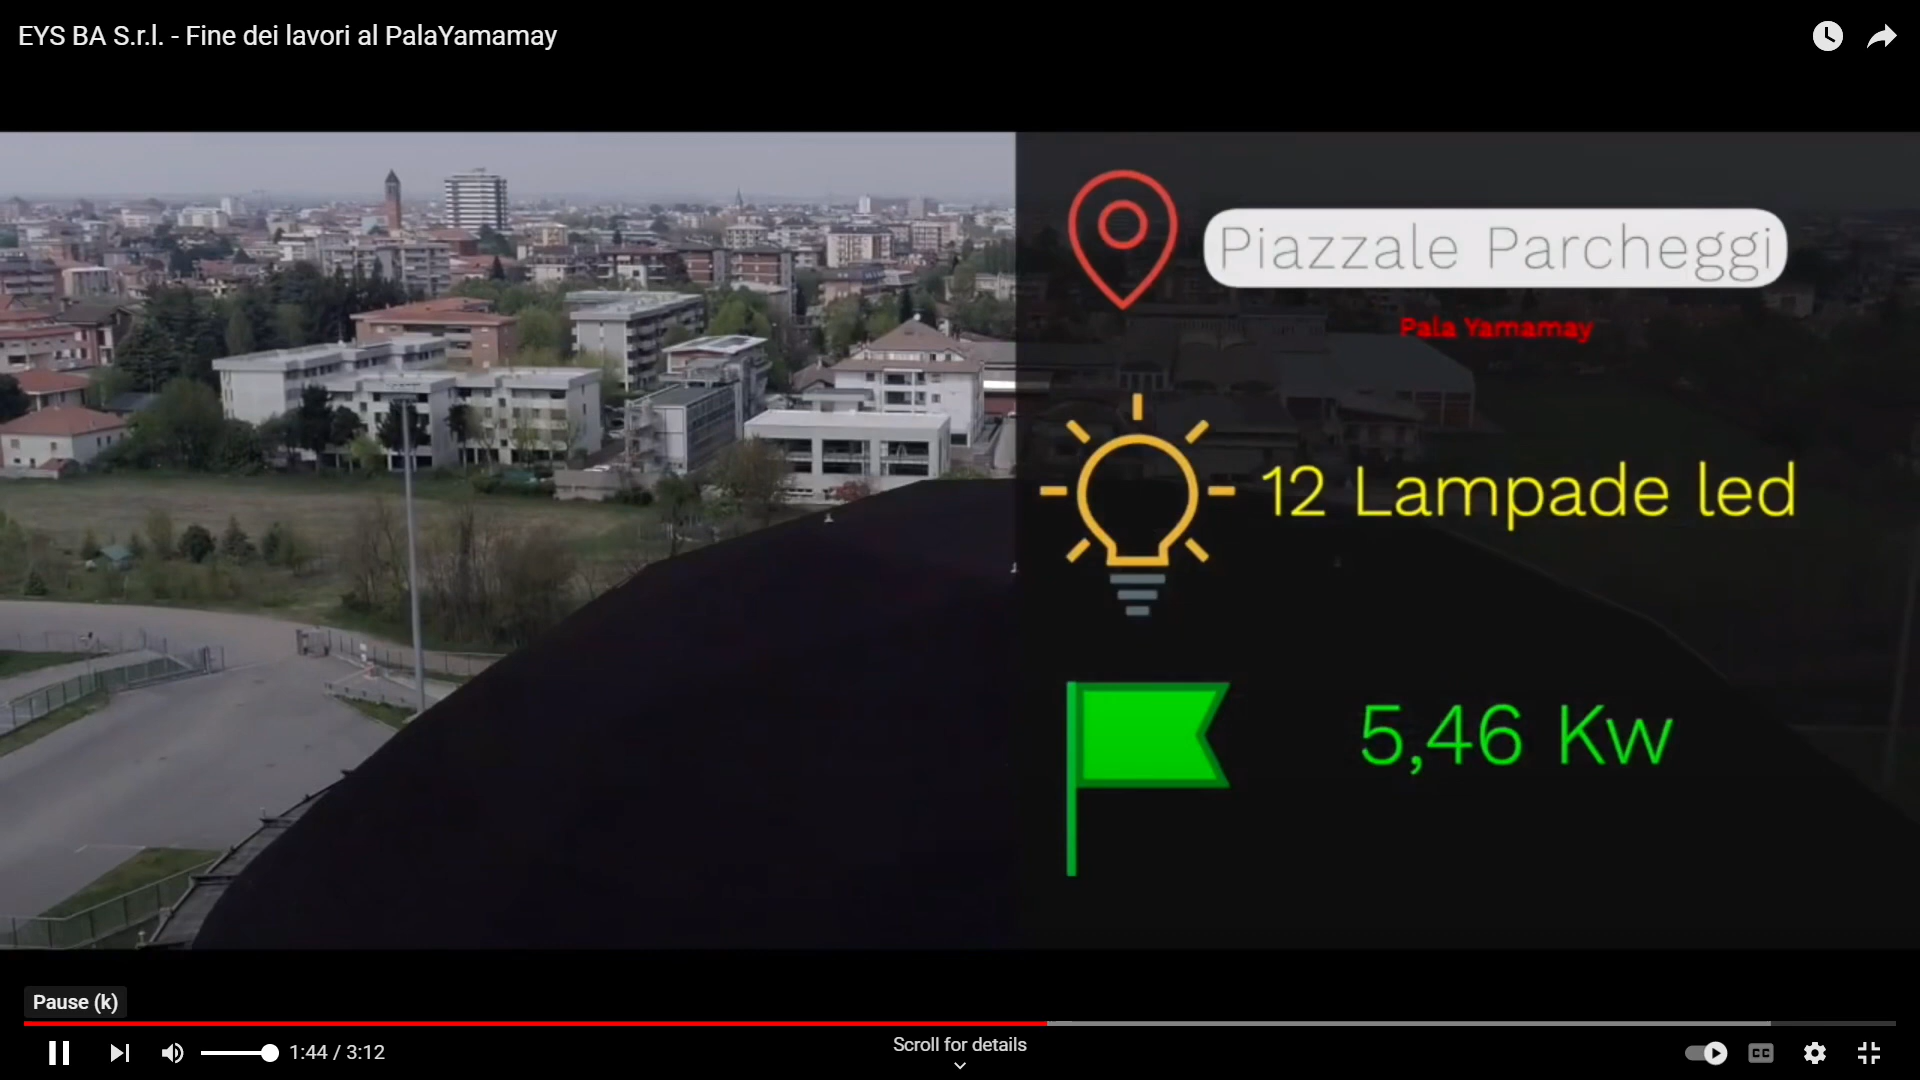 EYS BA S.r.l. - Fine dei lavori al PalaYamamay
Piazzale Parcheggi
Pala Yamamay
12 Lampade led
5,46 Kw
Pause (k)
1:44 / 3:12
Scroll for details
CC